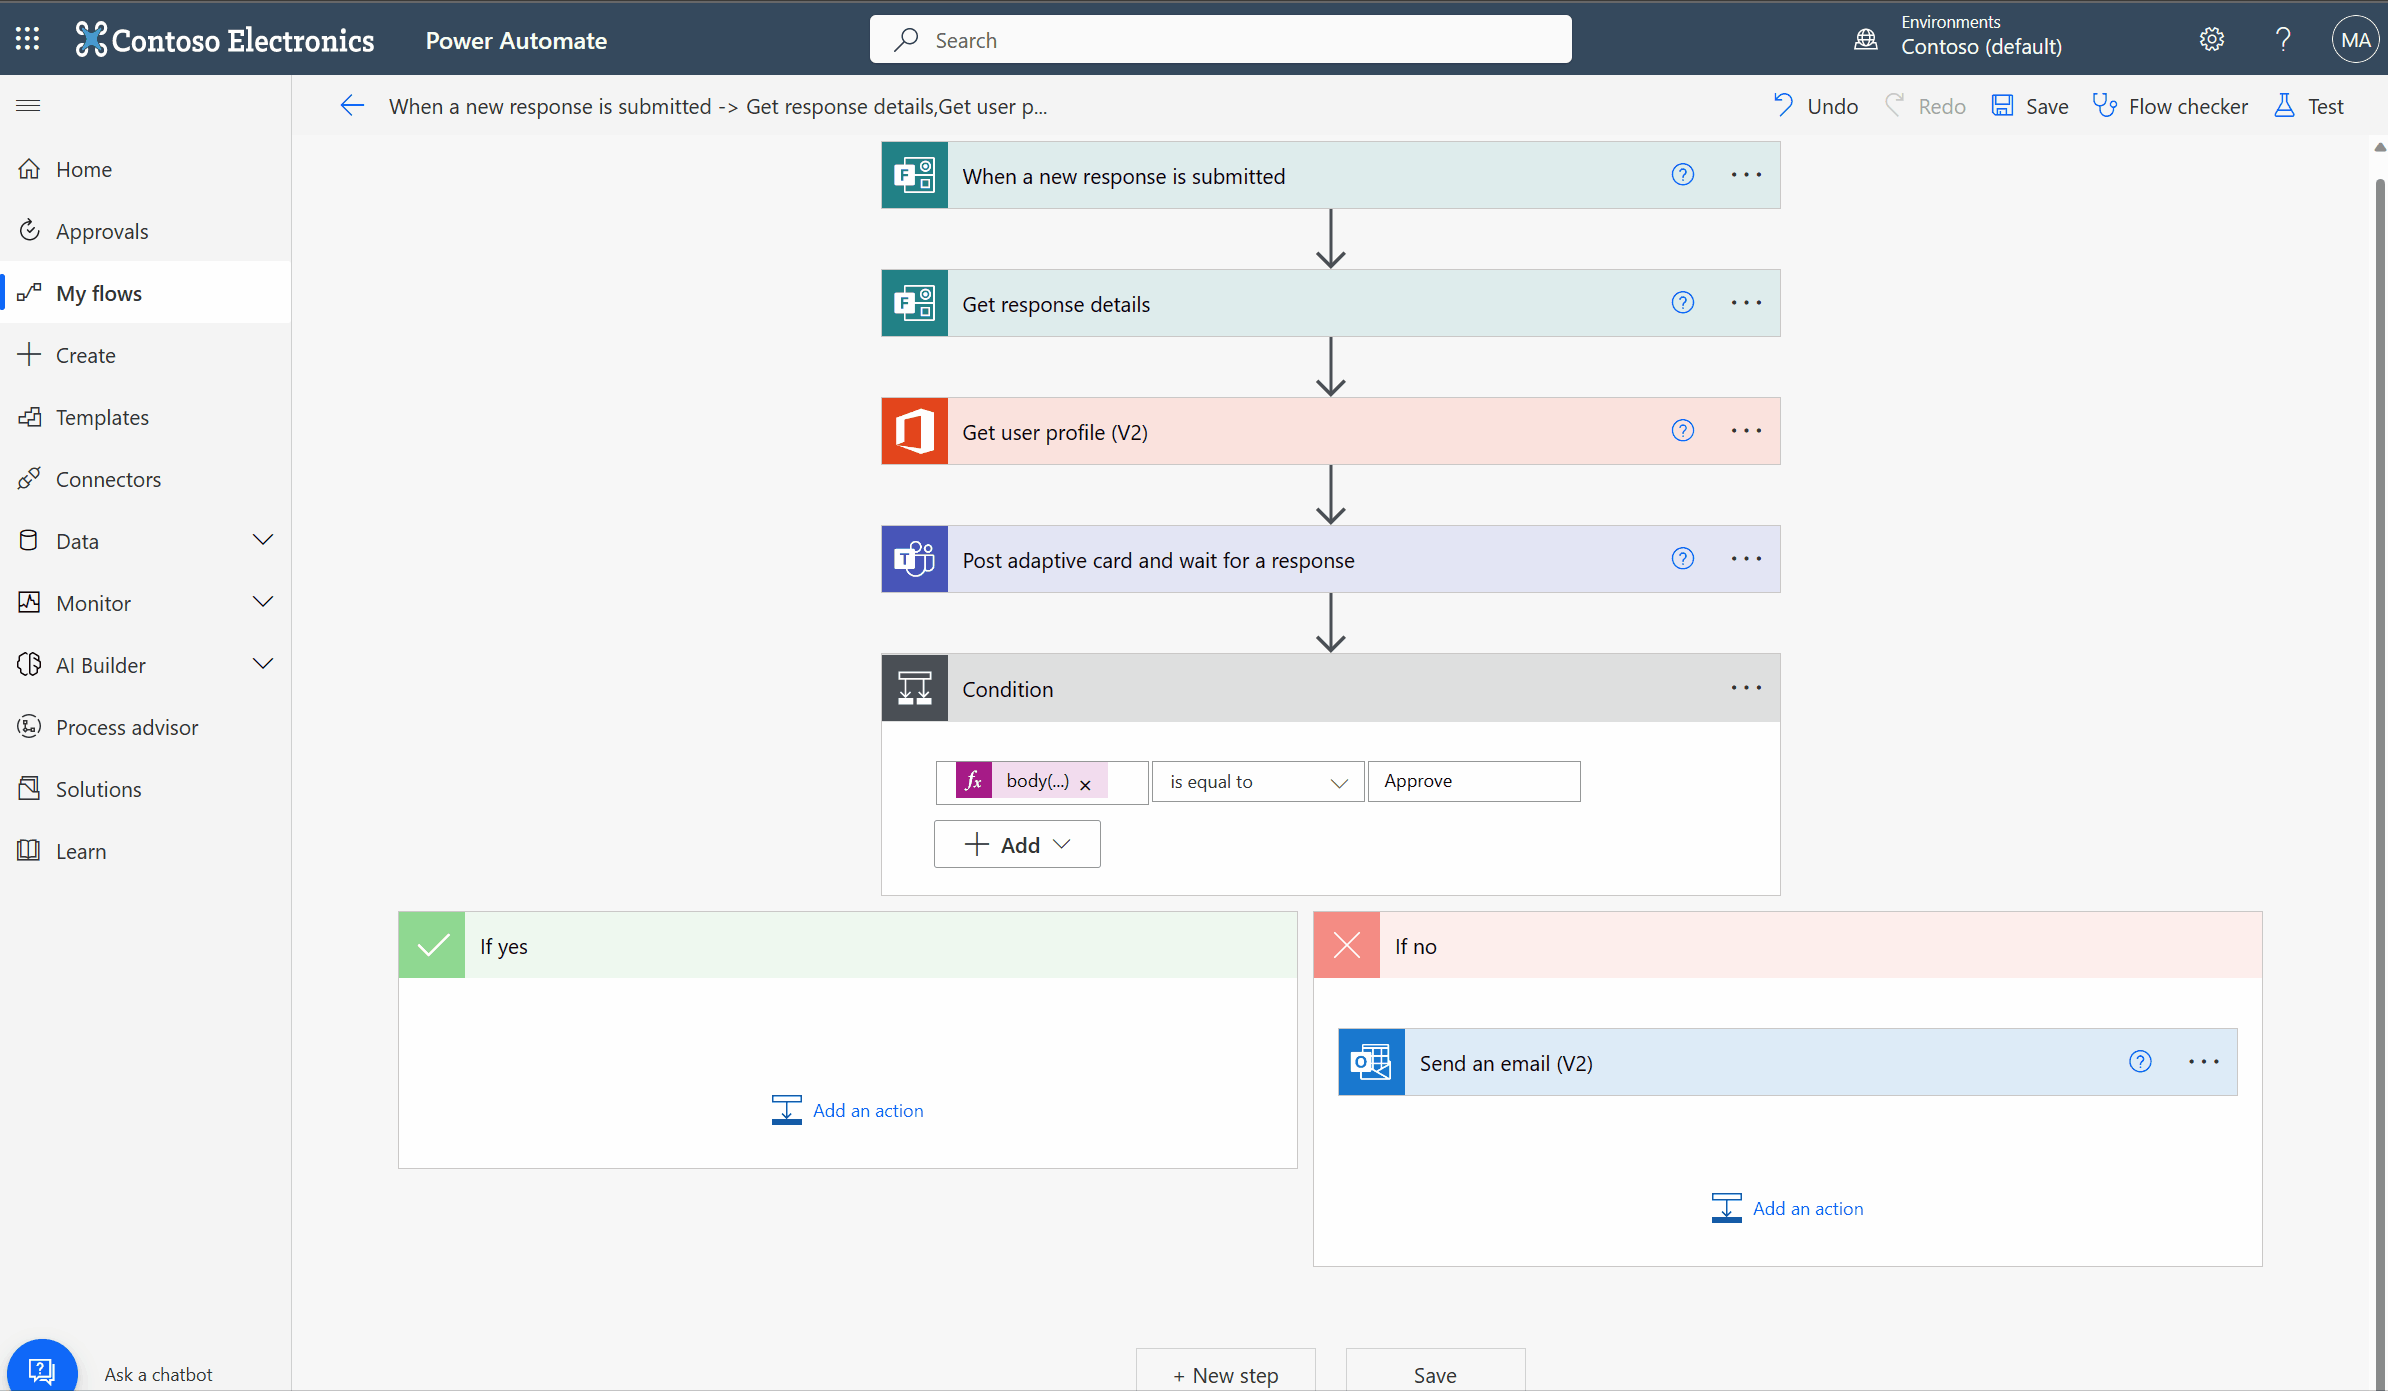 Contoso Electronics
Power Automate
Search
Environments
Contoso (default)
?
MA
When a new response is submitted -> Get response details,Get user p...
Undo
Redo
Save
Flow checker
Test
Home
Approvals
My flows
Create
Templates
Connectors
Data
Monitor
AI Builder
Process advisor
Solutions
Learn
Ask a chatbot
F
When a new response is submitted
?
...
F
Get response details
?
...
Get user profile (V2)
?
...
T
Post adaptive card and wait for a response
?
...
Condition
...
fx body(...) × is equal to Approve
+ Add
If yes
Add an action
If no
O
Send an email (V2)
?
...
Add an action
+ New step
Save